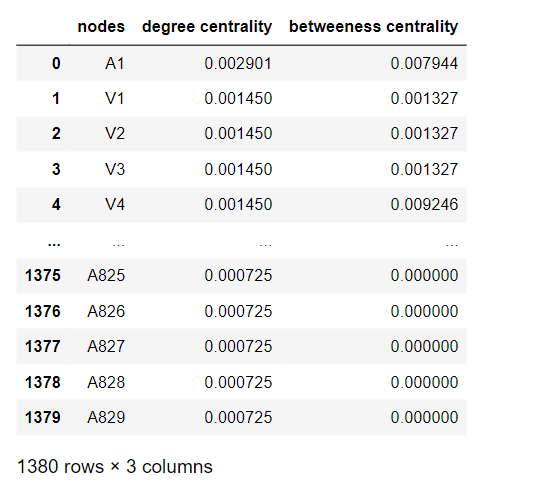 nodes degree centrality betweeness centrality
0 A1 0.002901 0.007944
1 V1 0.001450 0.001327
2 V2 0.001450 0.001327
3 V3 0.001450 0.001327
4 V4 0.001450 0.009246
... ... ... ...
1375 A825 0.000725 0.000000
1376 A826 0.000725 0.000000
1377 A827 0.000725 0.000000
1378 A828 0.000725 0.000000
1379 A829 0.000725 0.000000
1380 rows × 3 columns